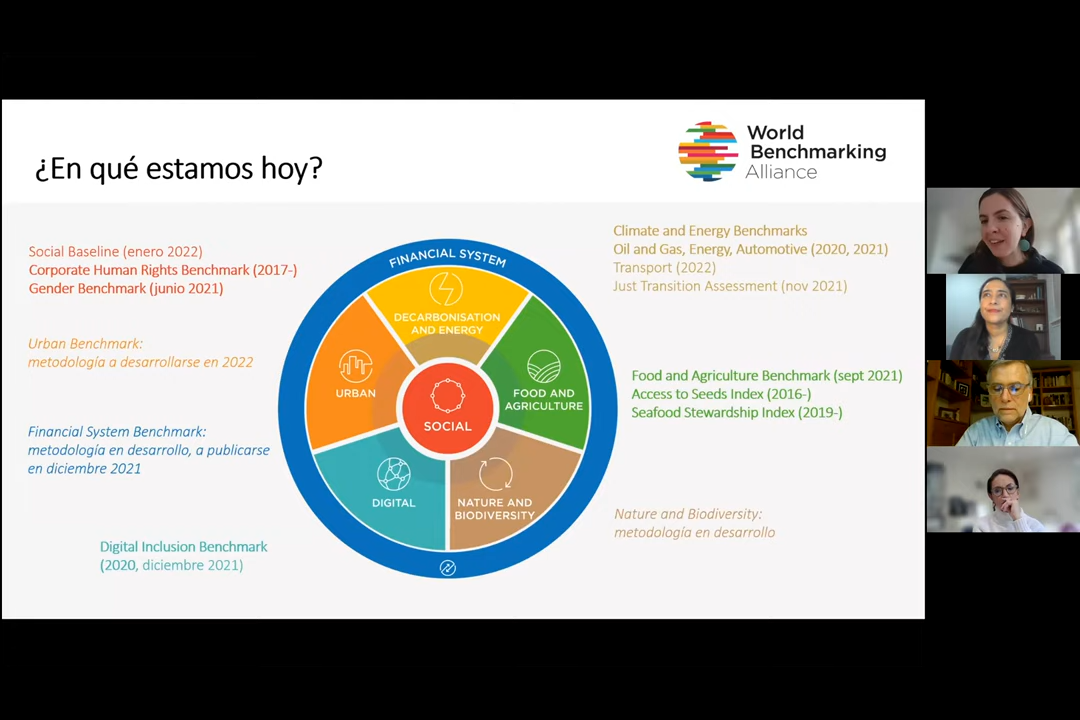 ¿En qué estamos hoy?
World
Benchmarking
Alliance
Social Baseline (enero 2022)
Corporate Human Rights Benchmark (2017-)
Gender Benchmark (junio 2021)
Urban Benchmark:
metodología a desarrollarse en 2022
Financial System Benchmark:
metodología en desarrollo, a publicarse
en diciembre 2021
Digital Inclusion Benchmark
(2020, diciembre 2021)
FINANCIAL SYSTEM
DECARBONISATION
AND ENERGY
URBAN
FOOD AND
AGRICULTURE
SOCIAL
DIGITAL
NATURE AND
BIODIVERSITY
Climate and Energy Benchmarks
Oil and Gas, Energy, Automotive (2020, 2021)
Transport (2022)
Just Transition Assessment (nov 2021)
Food and Agriculture Benchmark (sept 2021)
Access to Seeds Index (2016-)
Seafood Stewardship Index (2019-)
Nature and Biodiversity:
metodología en desarrollo